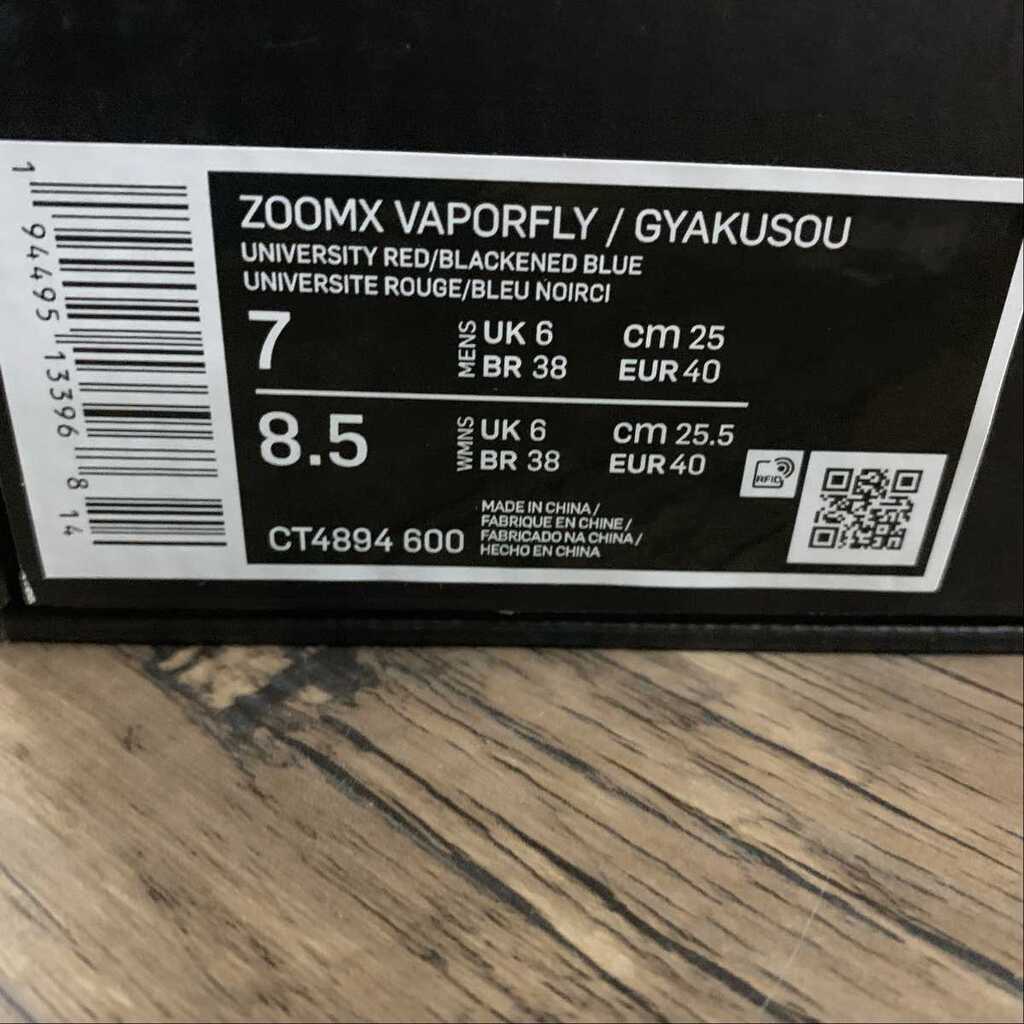 ZOOMX VAPORFLY / GYAKUSOU
UNIVERSITY RED/BLACKENED BLUE
UNIVERSITE ROUGE/BLEU NOIRCI
7 MENS UK 6 cm 25
BR 38 EUR 40
8.5 WMNS UK 6 cm 25.5
BR 38 EUR 40
RFID
CT4894 600
MADE IN CHINA /
FABRIQUE EN CHINE /
FABRICADO NA CHINA /
HECHO EN CHINA
1 94495 13396 8 14